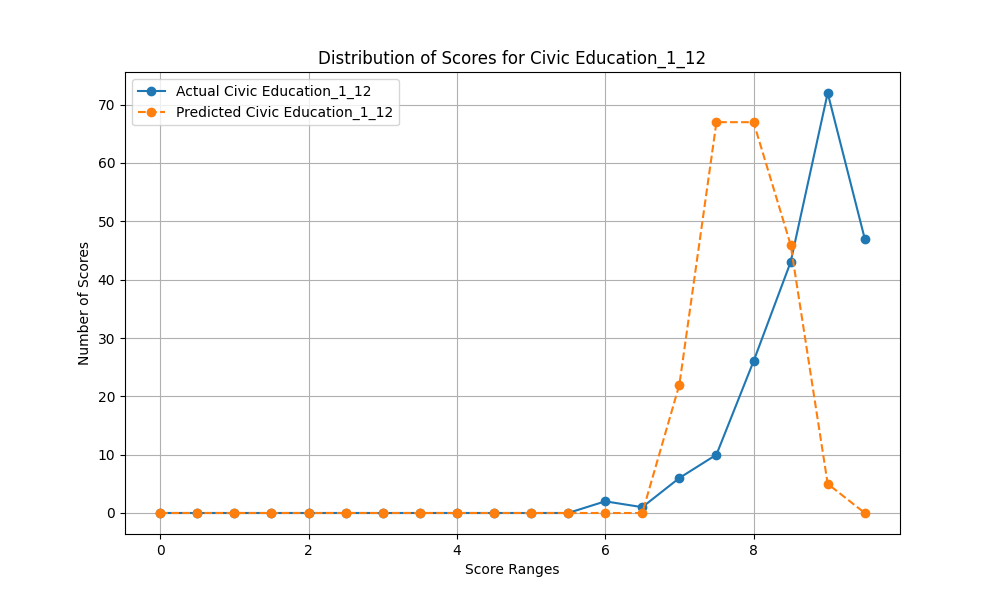 Distribution of Scores for Civic Education_1_12
Actual Civic Education_1_12
Predicted Civic Education_1_12
Number of Scores
70
60
50
40
30
20
10
0
0 2 4 6 8
Score Ranges